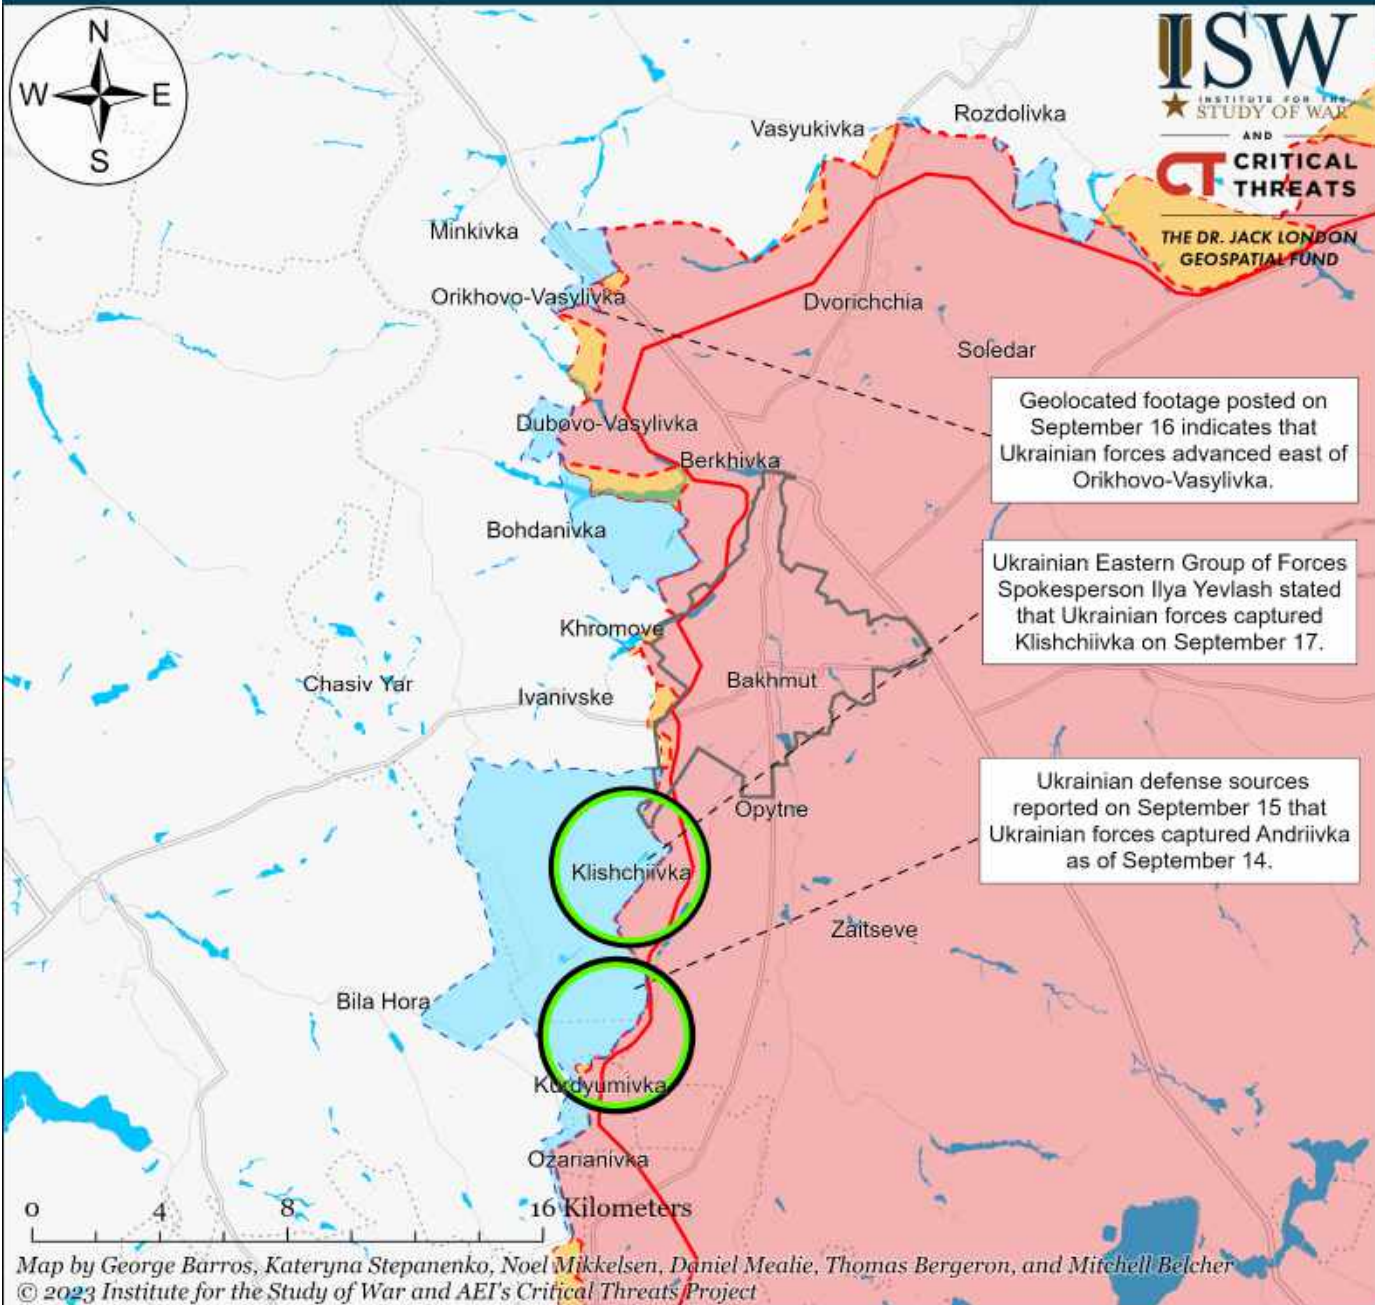 N
W
E
S
ISW
INSTITUTE FOR THE
STUDY OF WAR
AND
CT CRITICAL
THREATS
THE DR. JACK LONDON
GEOSPATIAL FUND
Rozdolivka
Vasyukivka
Minkivka
Orikhovo-Vasylivka
Dvorichchia
Soledar
Geolocated footage posted on
September 16 indicates that
Ukrainian forces advanced east of
Orikhovo-Vasylivka.
Dubovo-Vasylivka
Berkhivka
Bohdanivka
Ukrainian Eastern Group of Forces
Spokesperson Ilya Yevlash stated
that Ukrainian forces captured
Klishchiivka on September 17.
Khromove
Chasiv Yar
Ivanivske
Bakhmut
Opytne
Ukrainian defense sources
reported on September 15 that
Ukrainian forces captured Andriivka
as of September 14.
Klishchiivka
Zaitseve
Bila Hora
Kurdyumivka
Ozarianivka
0 4 8 16 Kilometers
Map by George Barros, Kateryna Stepanenko, Noel Mikkelsen, Daniel Mealie, Thomas Bergeron, and Mitchell Belcher
© 2023 Institute for the Study of War and AEI's Critical Threats Project